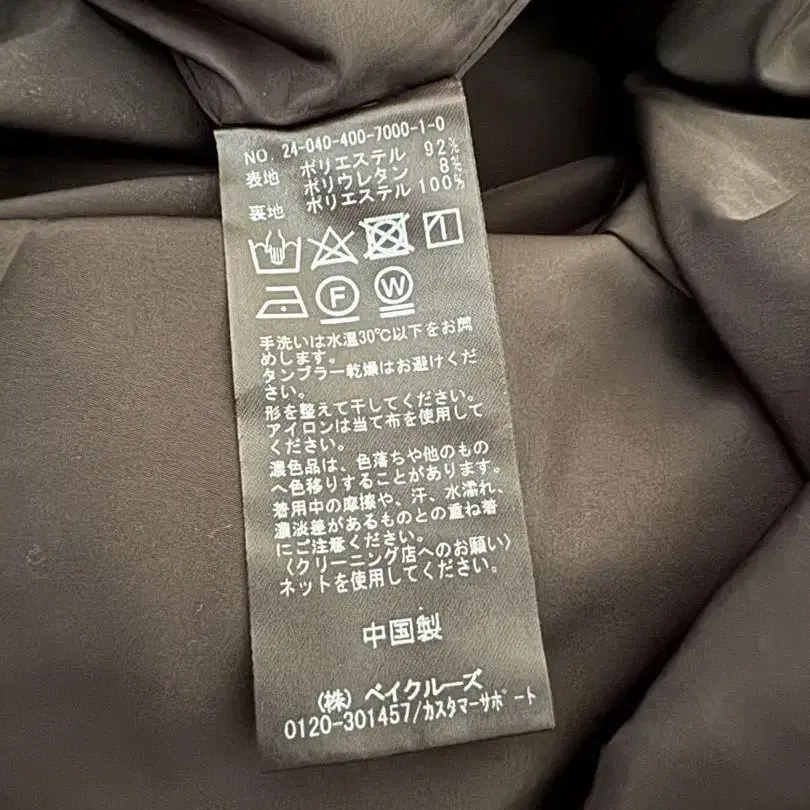 NO. 24-040-400-7000-1-0
表地 ポリエステル 92%
ポリウレタン 8%
裏地 ポリエステル 100%
F W
手洗いは水温30℃以下をお薦
めします。
タンブラー乾燥はお避けくだ
さい。
形を整えて干してください。
アイロンは当て布を使用して
ください。
濃色品は、色落ちや他のもの
へ色移りすることがあります。
着用中の摩擦や、汗、水濡れ、
濃淡差があるものとの重ね着
にご注意ください。
〈クリーニング店へのお願い〉
ネットを使用してください。
中国製
(株) ベイクルーズ
0120-301457/カスタマーサポート